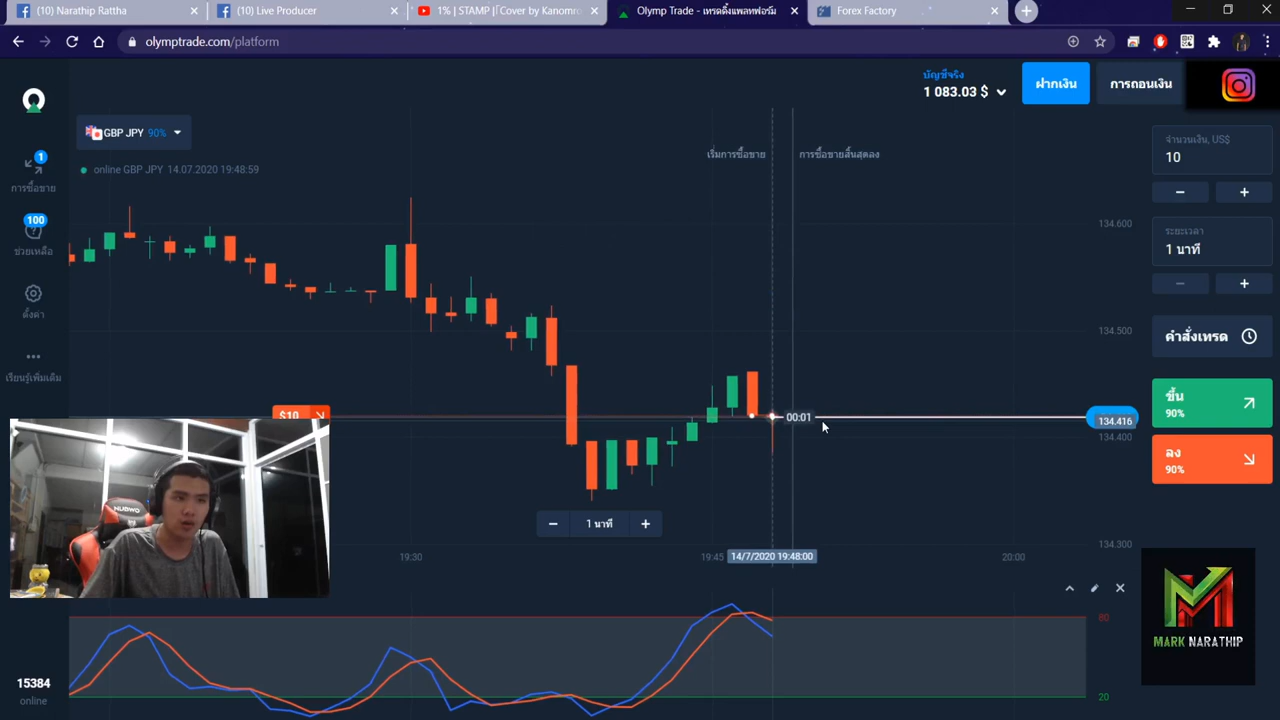 (10) Narathip Rattha
(10) Live Producer
1% | STAMP |「Cover by Kanomro
Olymp Trade - เทรดดิ้งแพลทฟอร์ม
Forex Factory
olymptrade.com/platform
บัญชีจริง
1 083.03 $
ฝากเงิน
การถอนเงิน
GBP JPY 90%
online GBP JPY 14.07.2020 19:48:59
เริ่มการซื้อขาย
การซื้อขายสิ้นสุดลง
1
การซื้อขาย
100
ช่วยเหลือ
ตั้งค่า
เรียนรู้เพิ่มเติม
จำนวนเงิน, US$
10
ระยะเวลา
1 นาที
คำสั่งเทรด
ขึ้น
90%
ลง
90%
134.600
134.500
134.416
134.400
134.300
$10
00:01
1 นาที
19:30
19:45
14/7/2020 19:48:00
20:00
NUBWO
80
20
15384
online
MARK NARATHIP